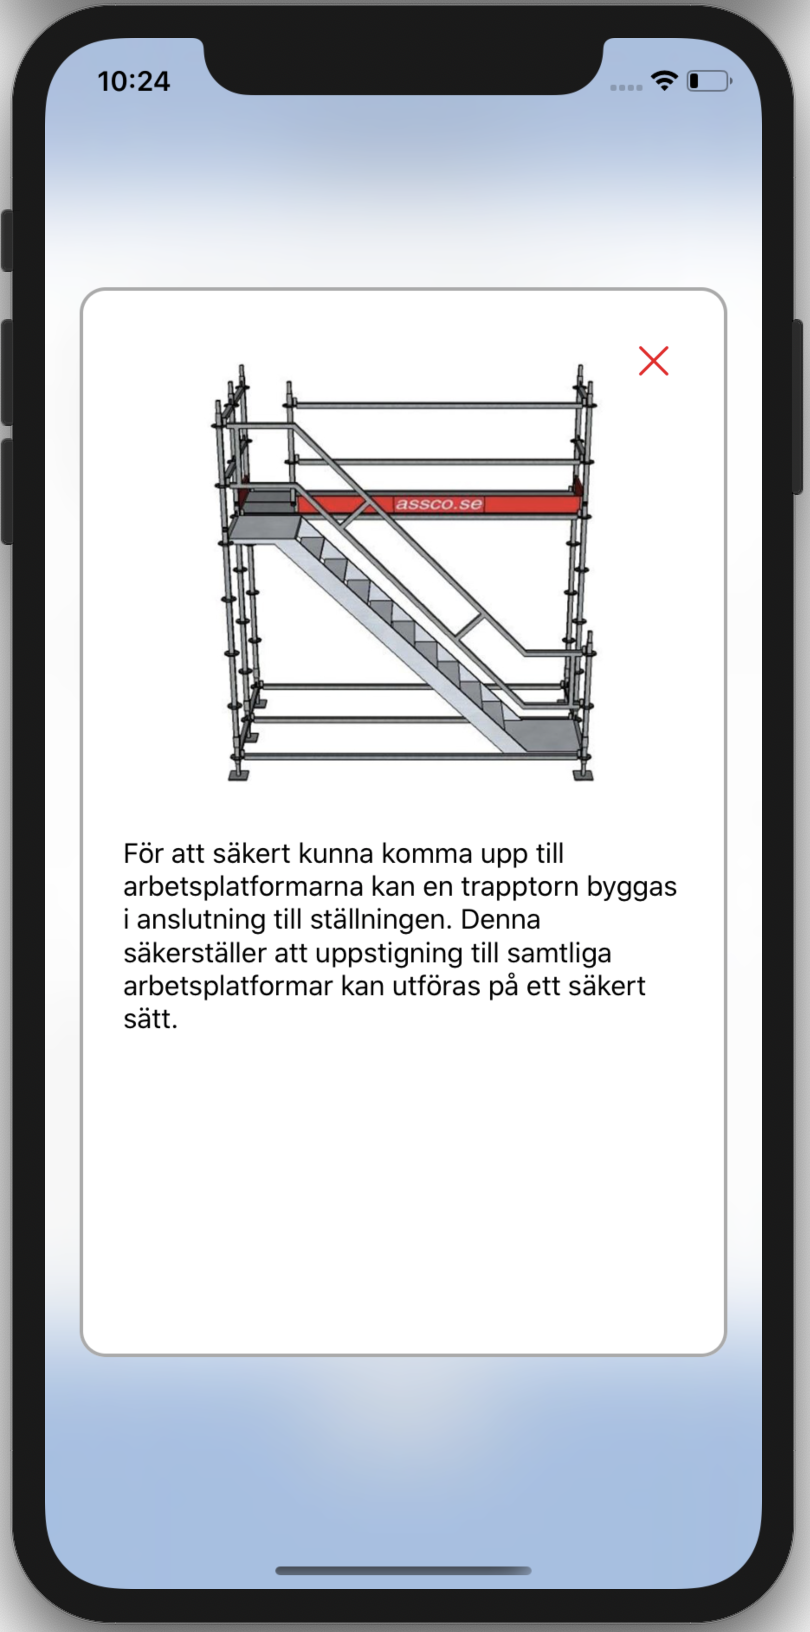 10:24
assco.se
För att säkert kunna komma upp till
arbetsplatformarna kan en trapptorn byggas
i anslutning till ställningen. Denna
säkerställer att uppstigning till samtliga
arbetsplatformar kan utföras på ett säkert
sätt.